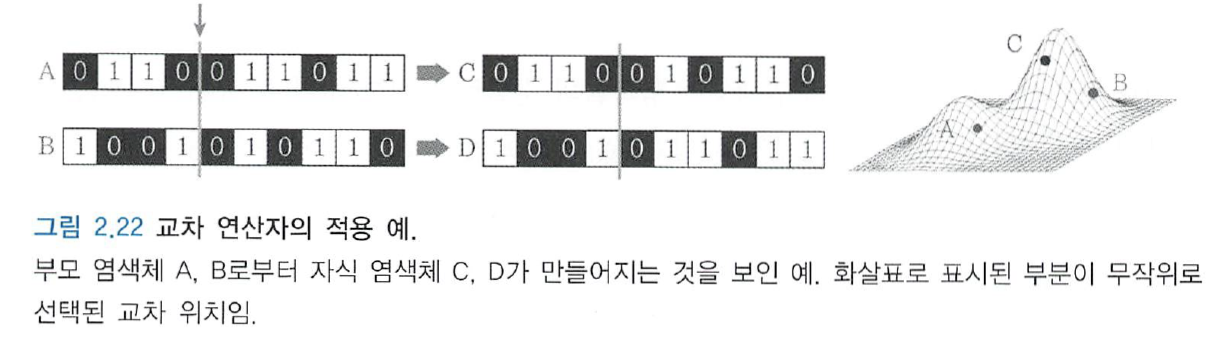 A 0 1 1 0 0 1 1 0 1 1 C 0 1 1 0 0 1 0 1 1 0
B 1 0 0 1 0 1 0 1 1 0 D 1 0 0 1 0 1 1 0 1 1
C
B
A
그림 2.22 교차 연산자의 적용 예.
부모 염색체 A, B로부터 자식 염색체 C, D가 만들어지는 것을 보인 예. 화살표로 표시된 부분이 무작위로
선택된 교차 위치임.